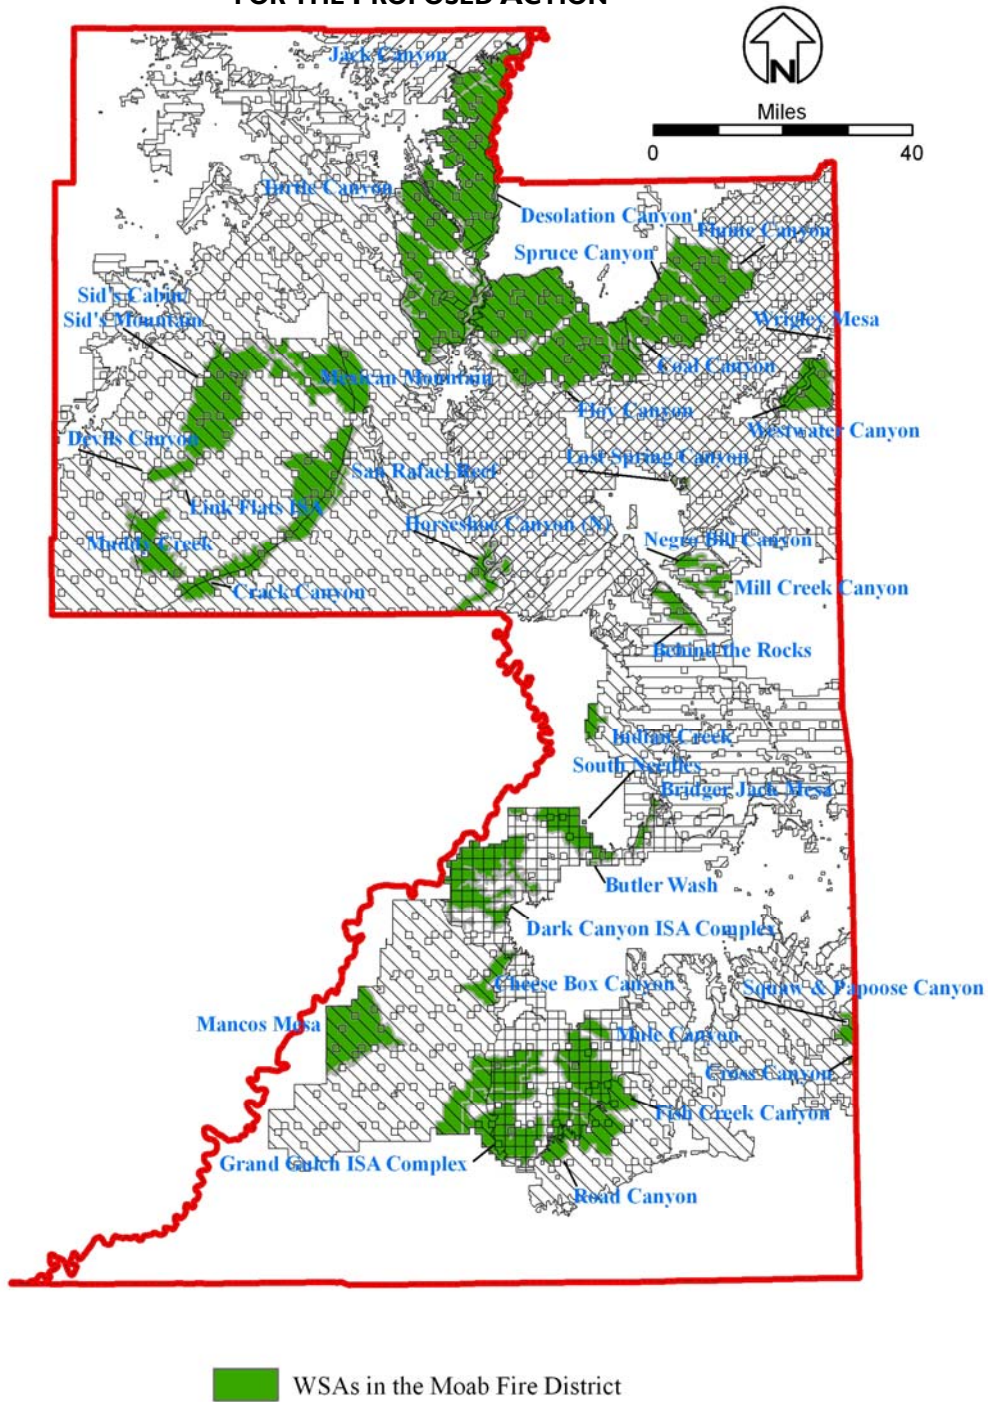 FOR THE PROPOSED ACTION
N
Miles
0 40
Jack Canyon
Turtle Canyon
Desolation Canyon
Flume Canyon
Spruce Canyon
Sid's Cabin/
Sid's Mountain
Wrigley Mesa
Coal Canyon
Mexican Mountain
Floy Canyon
Westwater Canyon
Devils Canyon
Lost Spring Canyon
San Rafael Reef
Link Flats ISA
Horseshoe Canyon (N)
Muddy Creek
Negro Bill Canyon
Crack Canyon
Mill Creek Canyon
Behind the Rocks
Indian Creek
South Needles
Bridger Jack Mesa
Butler Wash
Dark Canyon ISA Complex
Cheese Box Canyon
Squaw & Papoose Canyon
Mancos Mesa
Mule Canyon
Cross Canyon
Fish Creek Canyon
Grand Gulch ISA Complex
Road Canyon
WSAs in the Moab Fire District